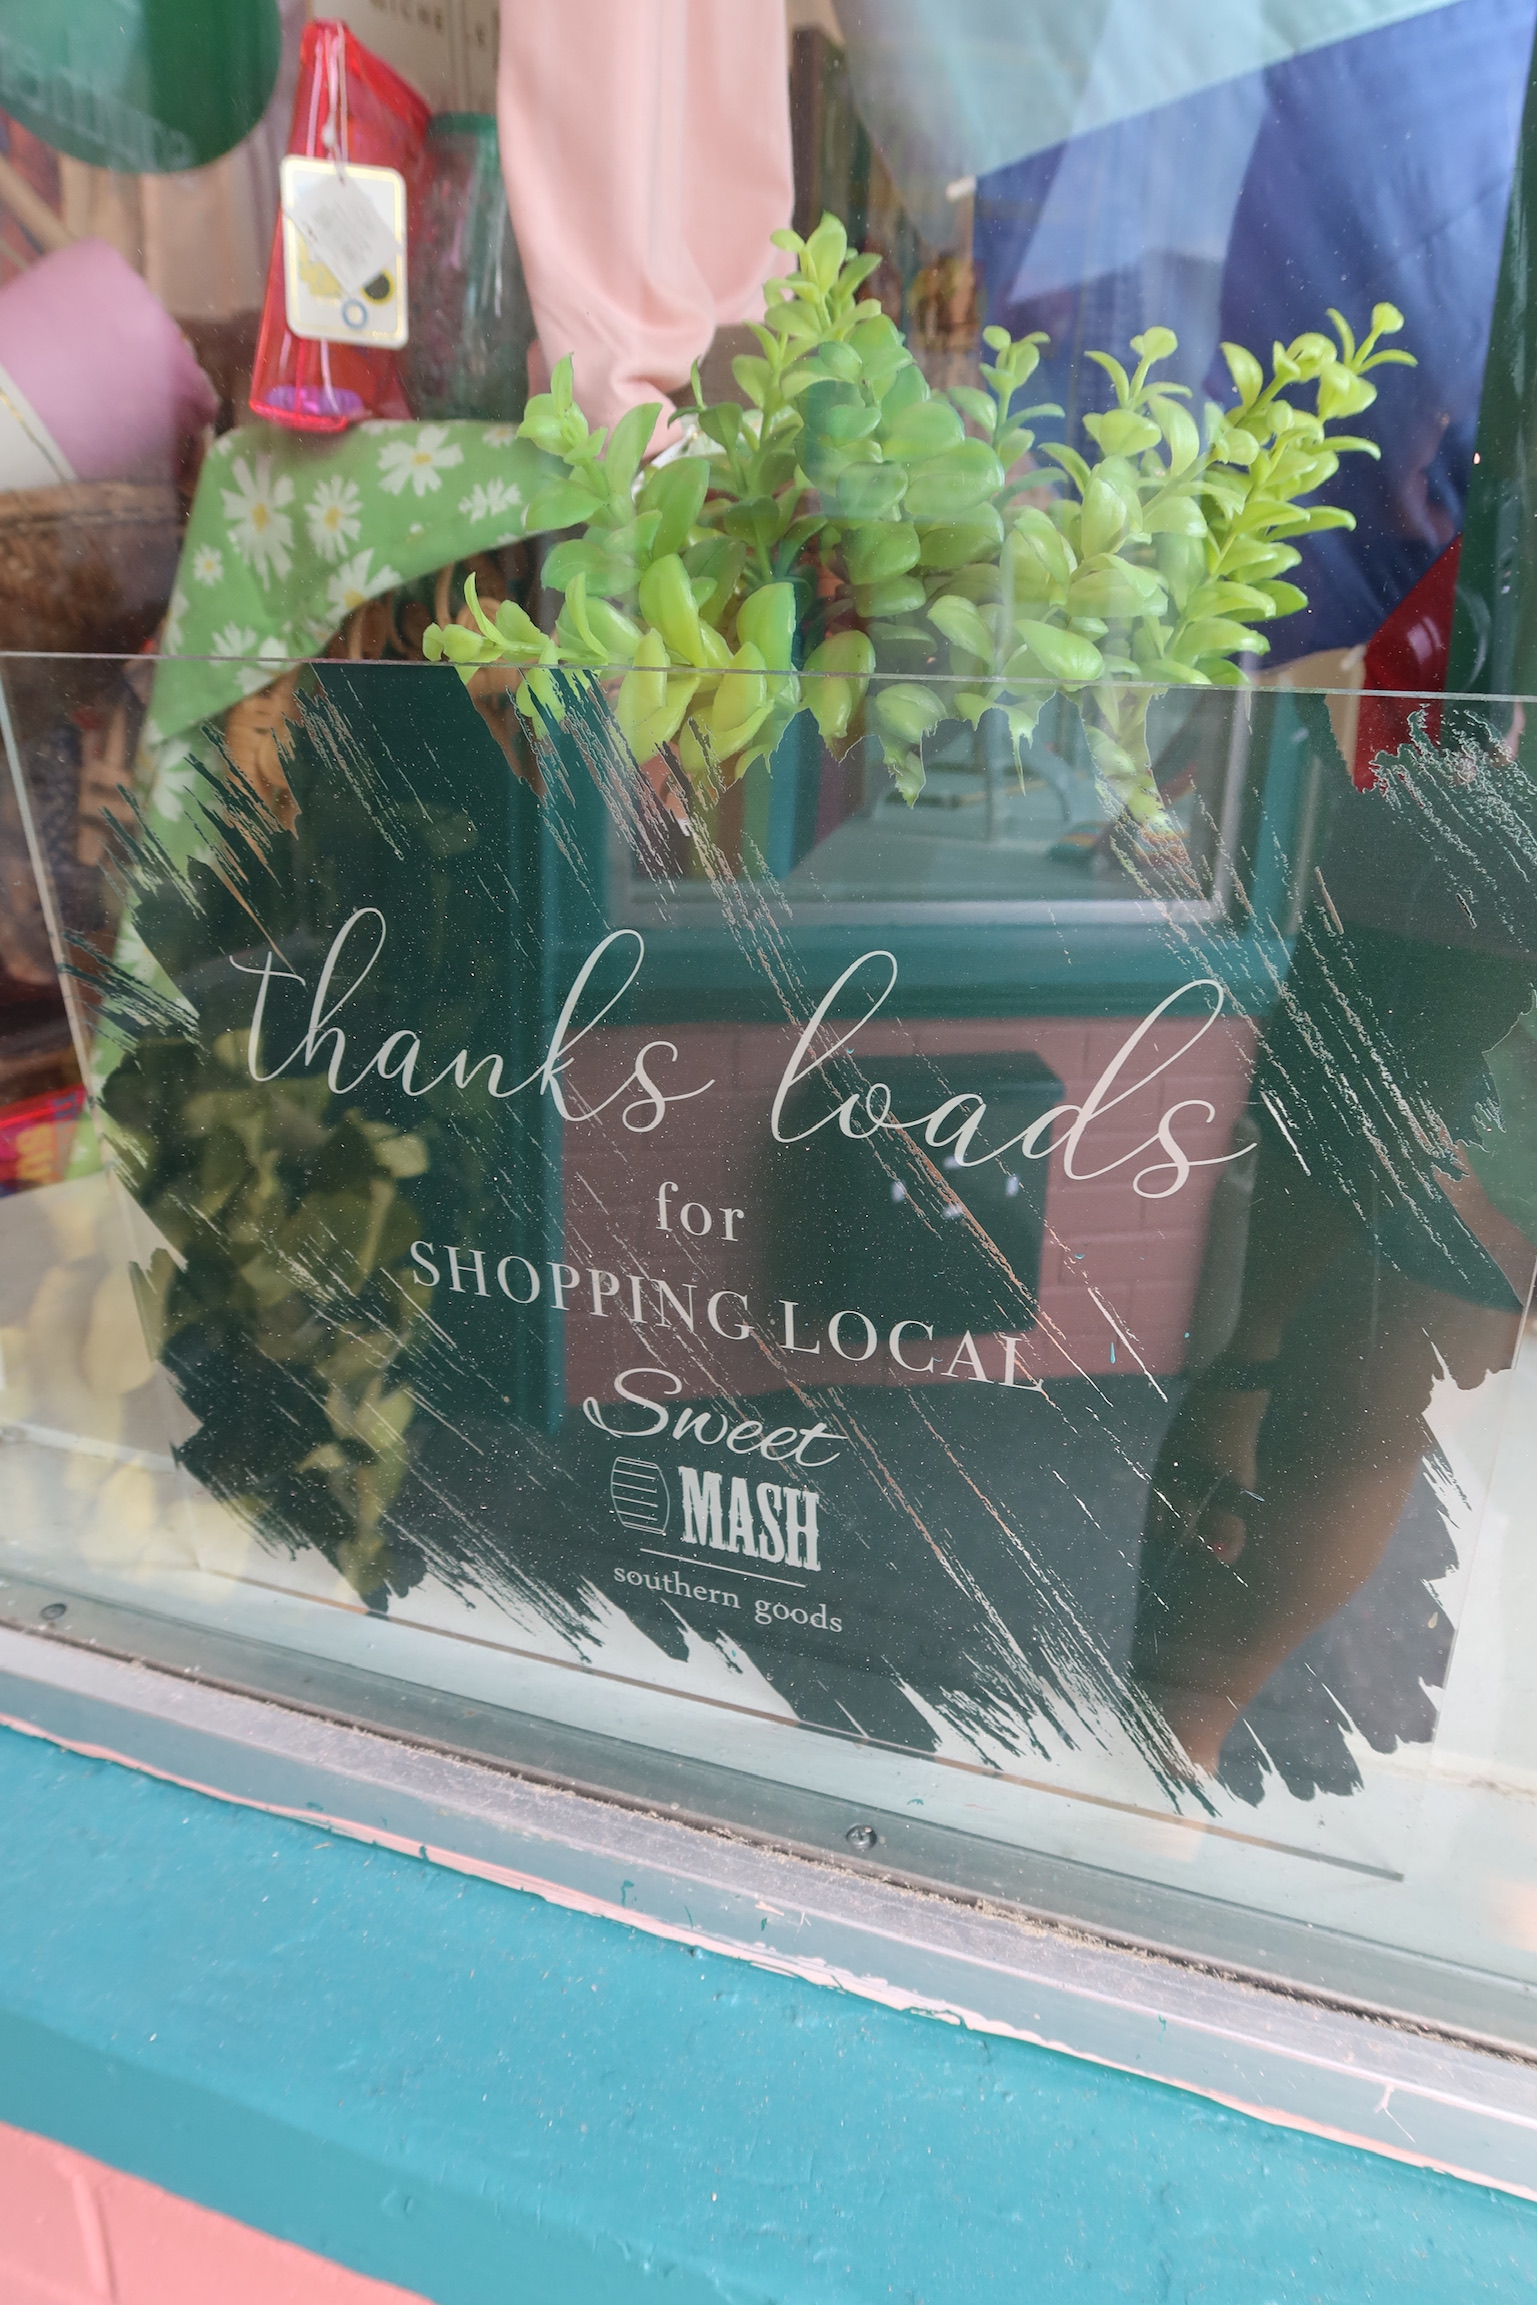 thanks loads
for
SHOPPING LOCAL
Sweet
MASH
southern goods